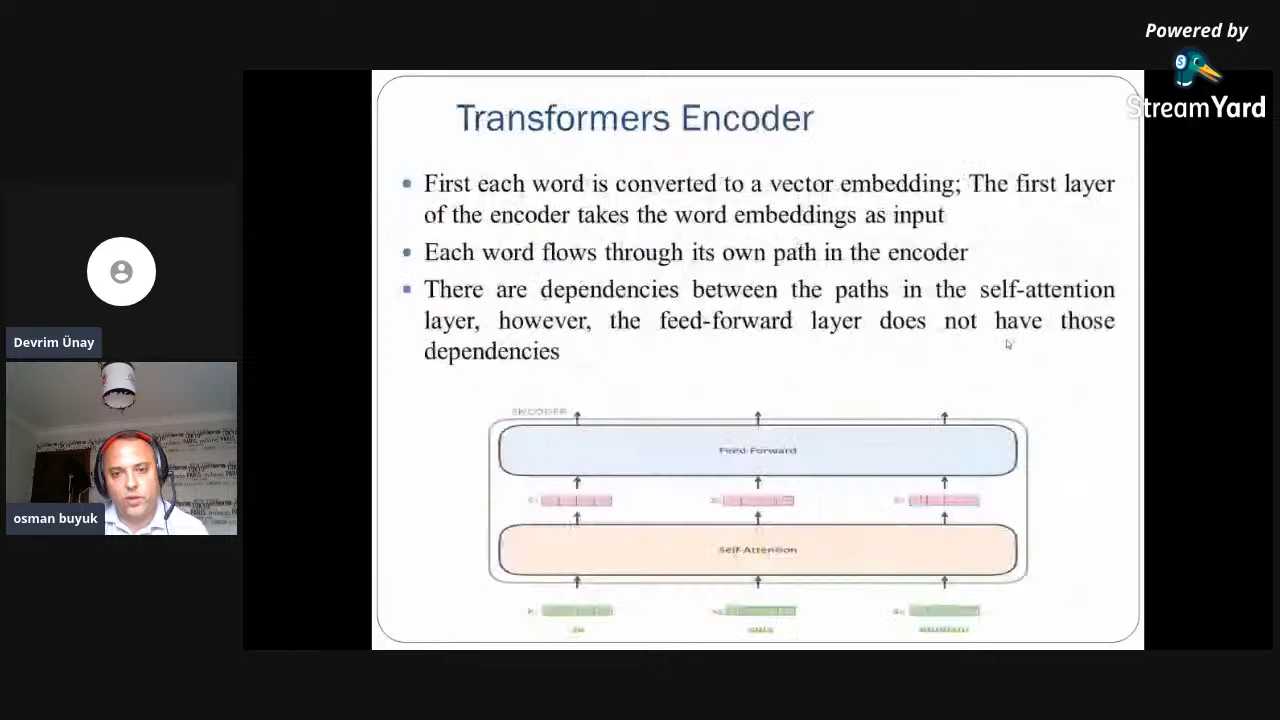 Powered by
StreamYard
Transformers Encoder
First each word is converted to a vector embedding; The first layer
of the encoder takes the word embeddings as input
Each word flows through its own path in the encoder
There are dependencies between the paths in the self-attention
layer, however, the feed-forward layer does not have those
dependencies
ENCODER
Feed Forward
Self-Attention
Devrim Ünay
osman buyuk